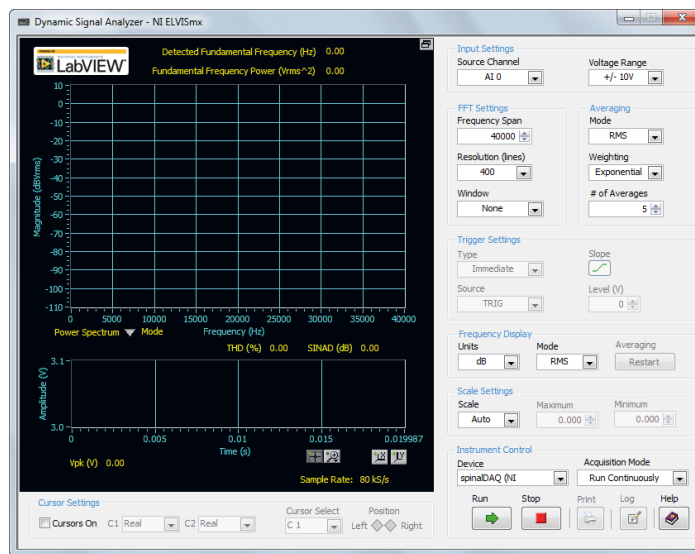 Dynamic Signal Analyzer - NI ELVISmx
LabVIEW
Detected Fundamental Frequency (Hz) 0.00
Fundamental Frequency Power (Vrms^2) 0.00
10
0
-10
-20
-30
-40
-50
-60
-70
-80
-90
-100
-110
Magnitude (dBVrms)
0 5000 10000 15000 20000 25000 30000 35000 40000
Power Spectrum Mode Frequency (Hz)
THD (%) 0.00 SINAD (dB) 0.00
3.1
3.0
Amplitude (V)
0 0.005 0.01 0.015 0.019987
Time (s)
Vpk (V) 0.00
Sample Rate: 80 kS/s
Cursor Settings
Cursors On C1 Real C2 Real
Cursor Select
C 1
Position
Left Right
Input Settings
Source Channel Voltage Range
AI 0 +/- 10V
FFT Settings
Frequency Span
40000
Resolution (lines)
400
Window
None
Averaging
Mode
RMS
Weighting
Exponential
# of Averages
5
Trigger Settings
Type Slope
Immediate
Source Level (V)
TRIG 0
Frequency Display
Units Mode Averaging
dB RMS Restart
Scale Settings
Scale Maximum Minimum
Auto 0.000 0.000
Instrument Control
Device Acquisition Mode
spinalDAQ (NI Run Continuously
Run Stop Print Log Help